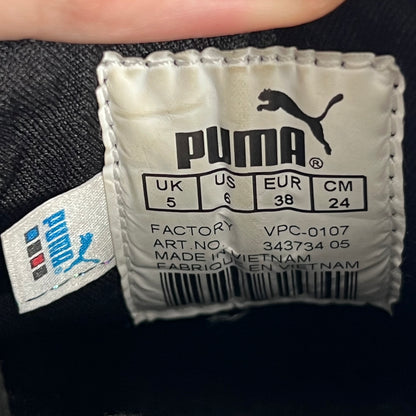 PUMA®
UK US EUR CM
5 6 38 24
FACTORY VPC-0107
ART.NO. 343734 05
MADE IN VIETNAM
FABRIQUE EN VIETNAM
PUMA